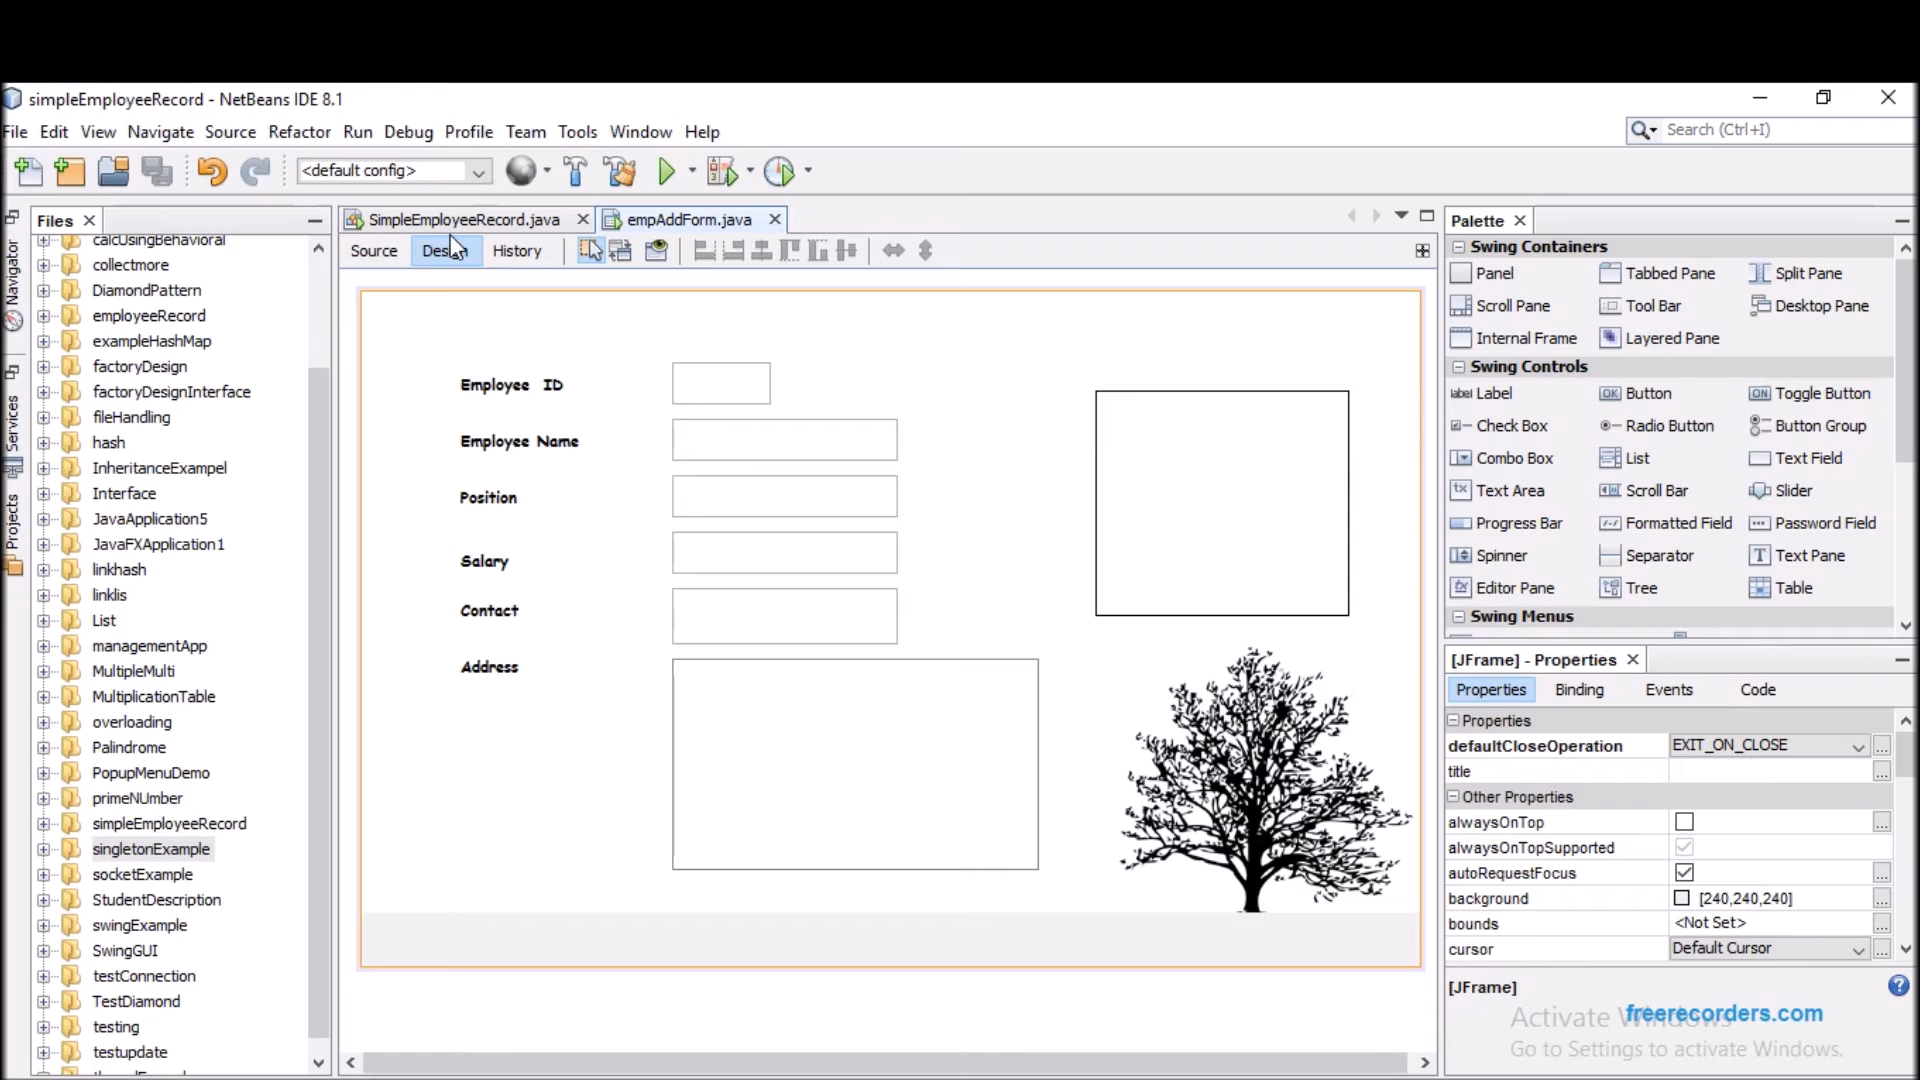 simpleEmployeeRecord - NetBeans IDE 8.1
File Edit View Navigate Source Refactor Run Debug Profile Team Tools Window Help
Search (Ctrl+I)
<default config>
Navigator
Services
Projects
Files
calcUsingBehavioral
collectmore
DiamondPattern
employeeRecord
exampleHashMap
factoryDesign
factoryDesignInterface
fileHandling
hash
InheritanceExampel
Interface
JavaApplication5
JavaFXApplication1
linkhash
linklis
List
managementApp
MultipleMulti
MultiplicationTable
overloading
Palindrome
PopupMenuDemo
primeNUmber
simpleEmployeeRecord
singletonExample
socketExample
StudentDescription
swingExample
SwingGUI
testConnection
TestDiamond
testing
testupdate
SimpleEmployeeRecord.java empAddForm.java
Source Design History
Employee ID
Employee Name
Position
Salary
Contact
Address
Palette
Swing Containers
Panel Tabbed Pane Split Pane
Scroll Pane Tool Bar Desktop Pane
Internal Frame Layered Pane
Swing Controls
label Label OK Button ON Toggle Button
Check Box Radio Button Button Group
Combo Box List Text Field
tx Text Area Scroll Bar Slider
Progress Bar Formatted Field Password Field
Spinner Separator T Text Pane
Editor Pane Tree Table
Swing Menus
[JFrame] - Properties
Properties Binding Events Code
Properties
defaultCloseOperation EXIT_ON_CLOSE ...
title ...
Other Properties
alwaysOnTop ...
alwaysOnTopSupported
autoRequestFocus ...
background [240,240,240] ...
bounds <Not Set> ...
cursor Default Cursor ...
[JFrame]
Activate Windows
freerecorders.com
Go to Settings to activate Windows.